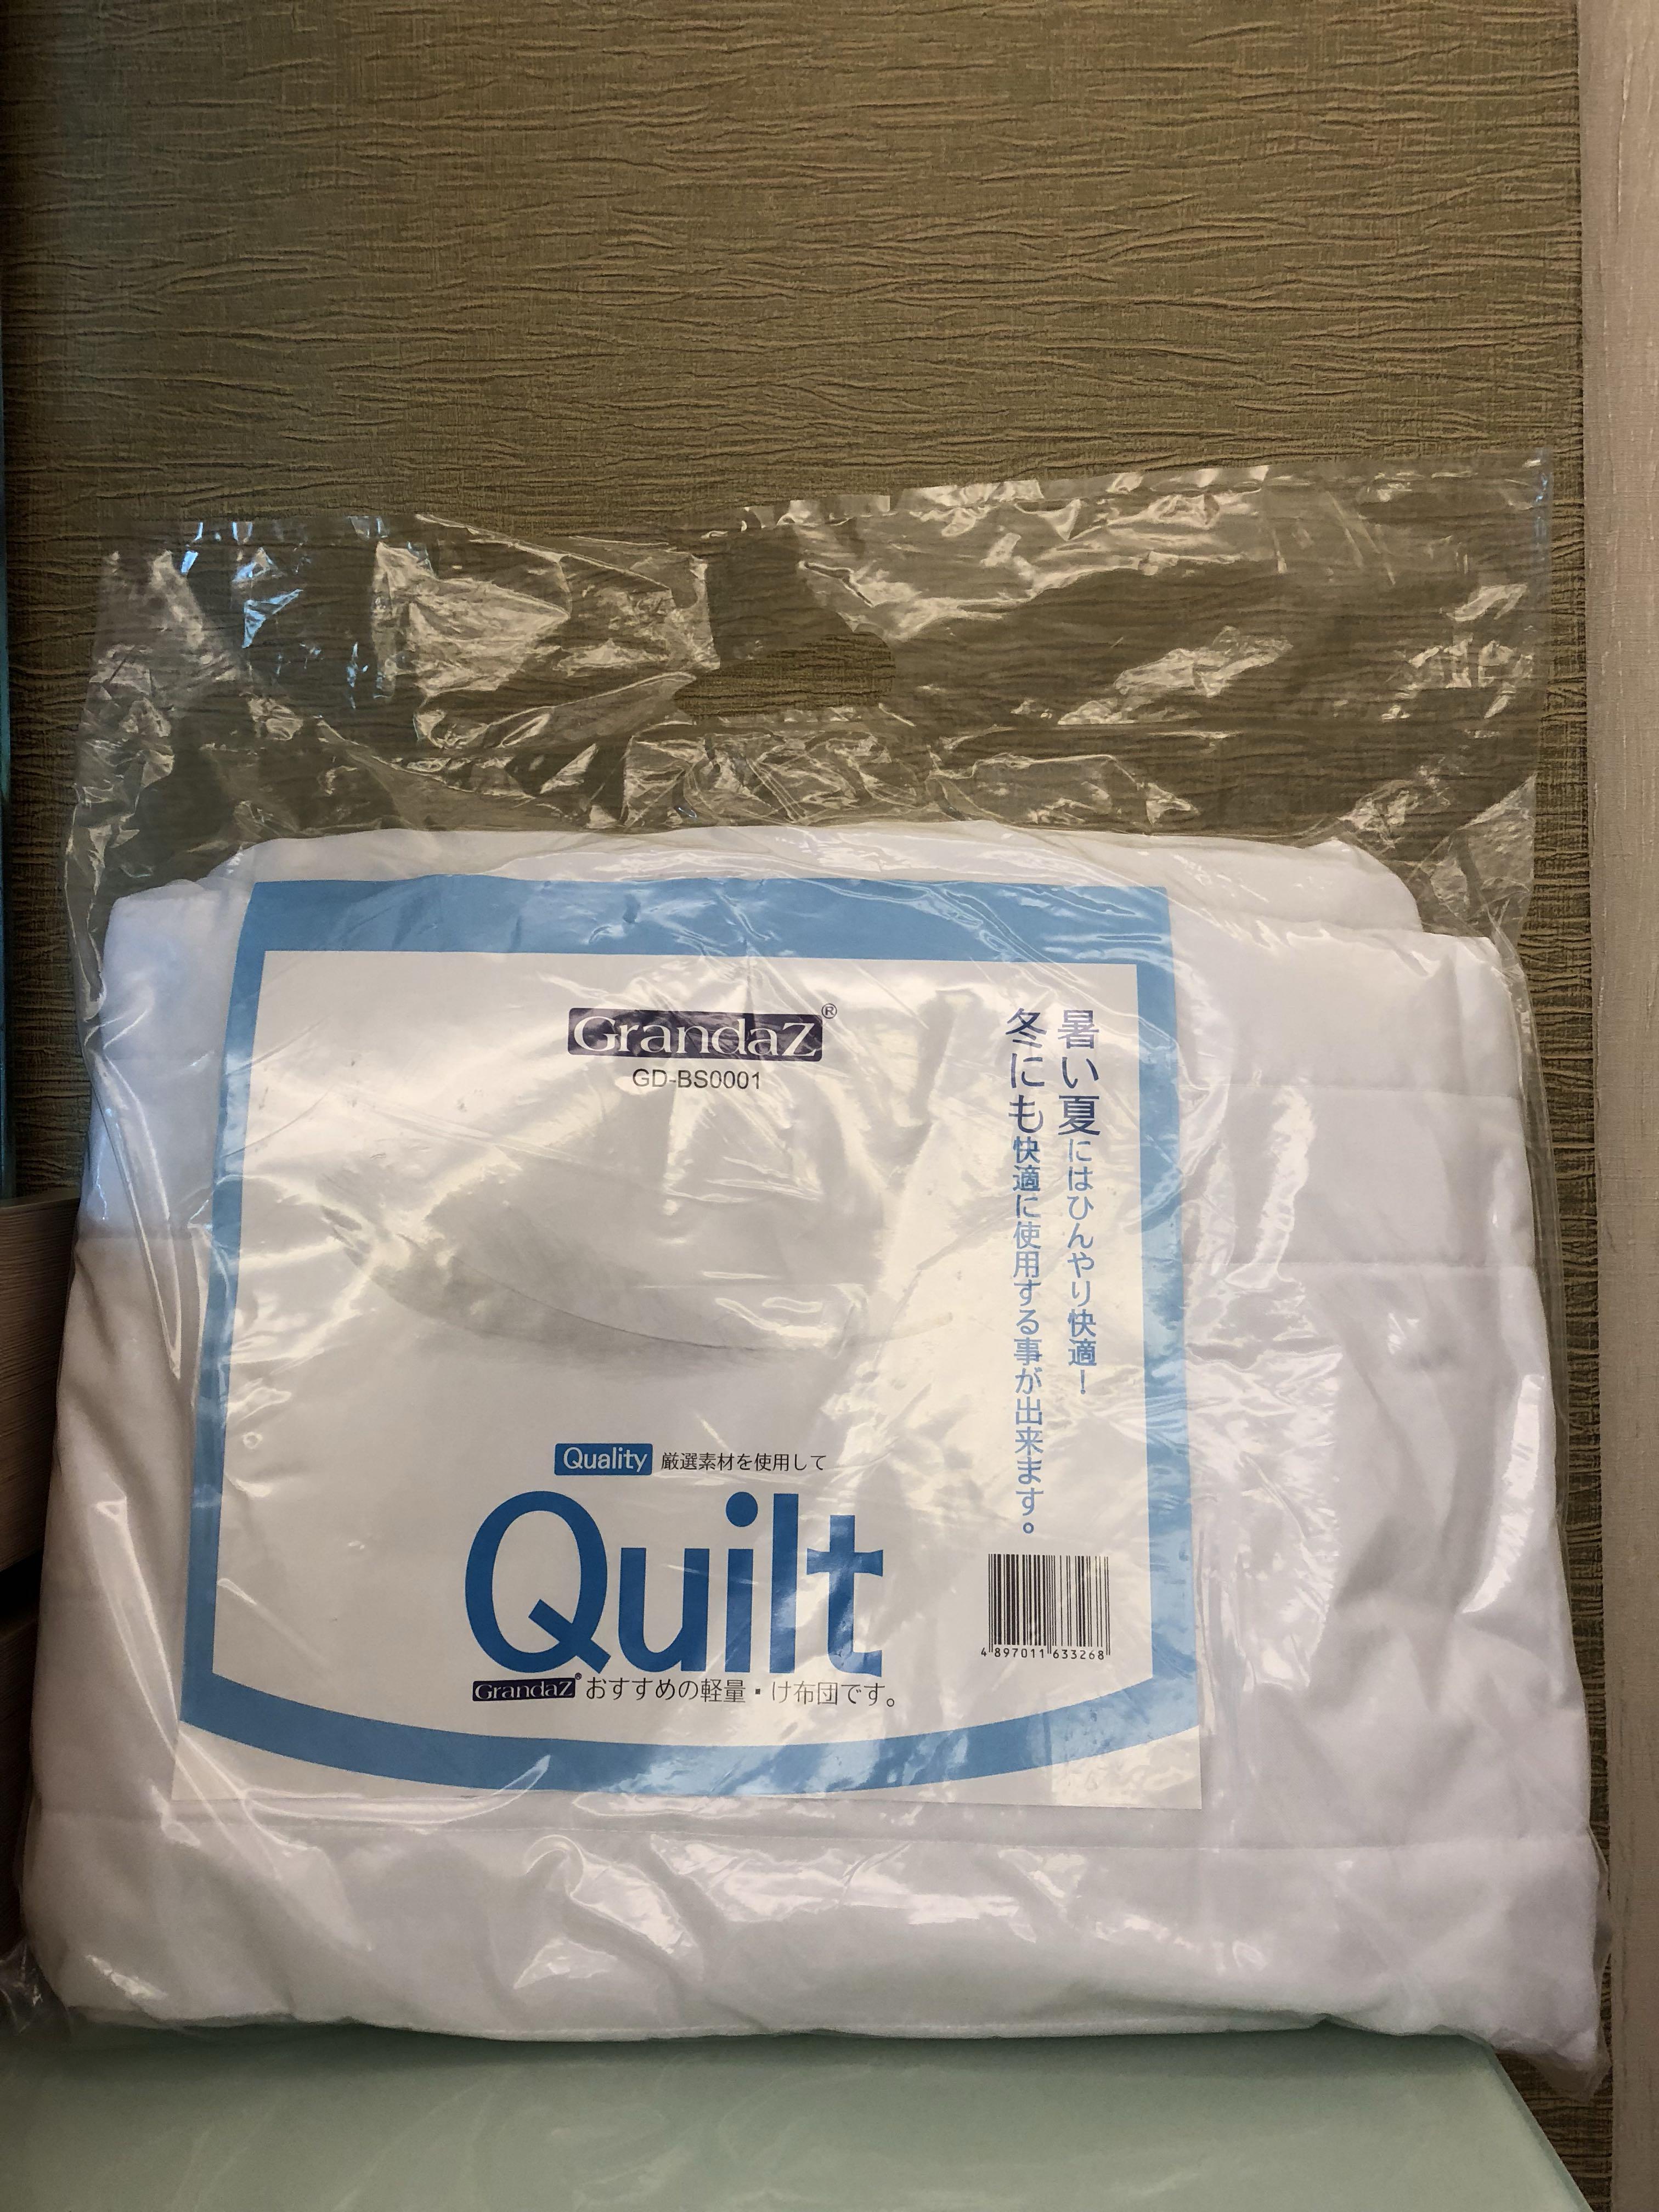 GrandaZ®
GD-BS0001
暑い夏にはひんやり快適！
冬にも快適に使用する事が出来ます。
Quality 厳選素材を使用して
Quilt
GrandaZ® おすすめの軽量・け布団です。
4 897011 633268